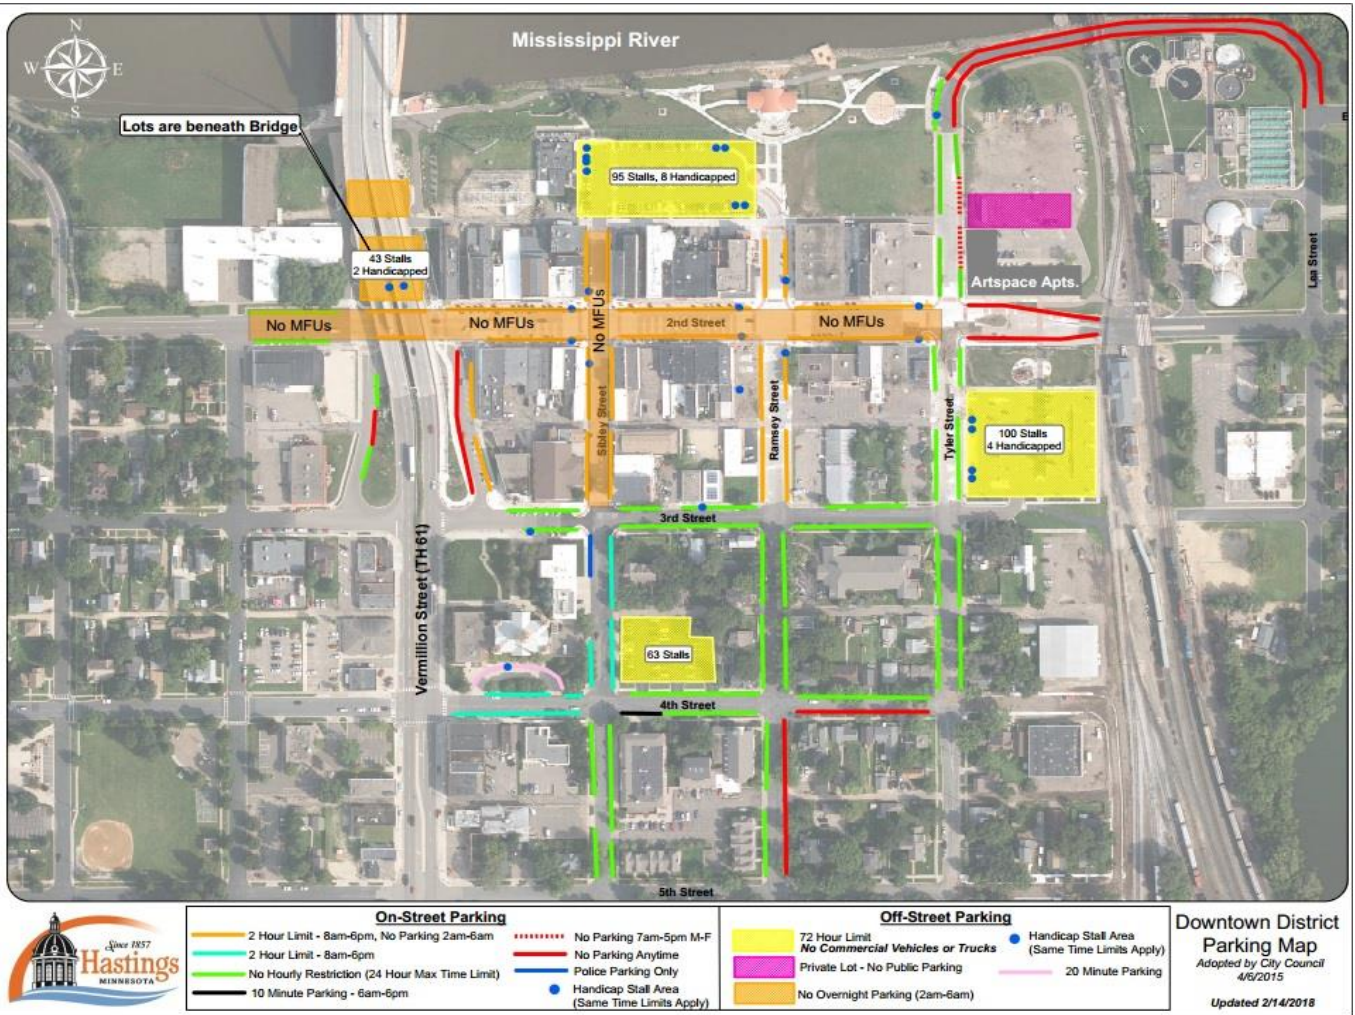 Mississippi River
N
W E
S
Lots are beneath Bridge
95 Stalls, 8 Handicapped
43 Stalls
2 Handicapped
Artspace Apts.
Lea Street
E
No MFUs
No MFUs
No MFUs
2nd Street
No MFUs
Sibley Street
Ramsey Street
Tyler Street
100 Stalls
4 Handicapped
3rd Street
Vermillion Street (TH 61)
63 Stalls
4th Street
5th Street
Since 1857
Hastings
MINNESOTA
On-Street Parking
2 Hour Limit - 8am-6pm, No Parking 2am-6am
2 Hour Limit - 8am-6pm
No Hourly Restriction (24 Hour Max Time Limit)
10 Minute Parking - 6am-6pm
No Parking 7am-5pm M-F
No Parking Anytime
Police Parking Only
Handicap Stall Area
(Same Time Limits Apply)
Off-Street Parking
72 Hour Limit
No Commercial Vehicles or Trucks
Private Lot - No Public Parking
No Overnight Parking (2am-6am)
Handicap Stall Area
(Same Time Limits Apply)
20 Minute Parking
Downtown District
Parking Map
Adopted by City Council
4/6/2015
Updated 2/14/2018